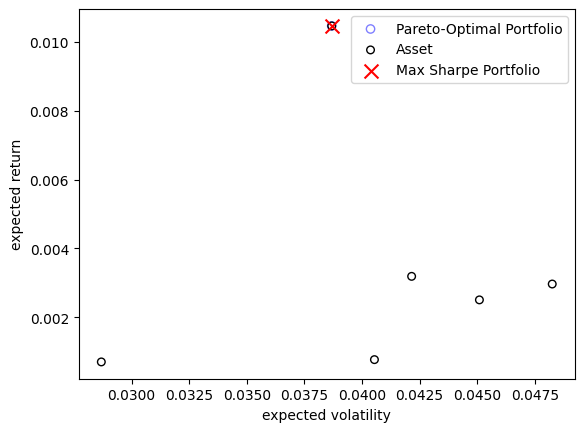 Pareto-Optimal Portfolio
Asset
Max Sharpe Portfolio
expected return
0.010
0.008
0.006
0.004
0.002
0.0300 0.0325 0.0350 0.0375 0.0400 0.0425 0.0450 0.0475
expected volatility